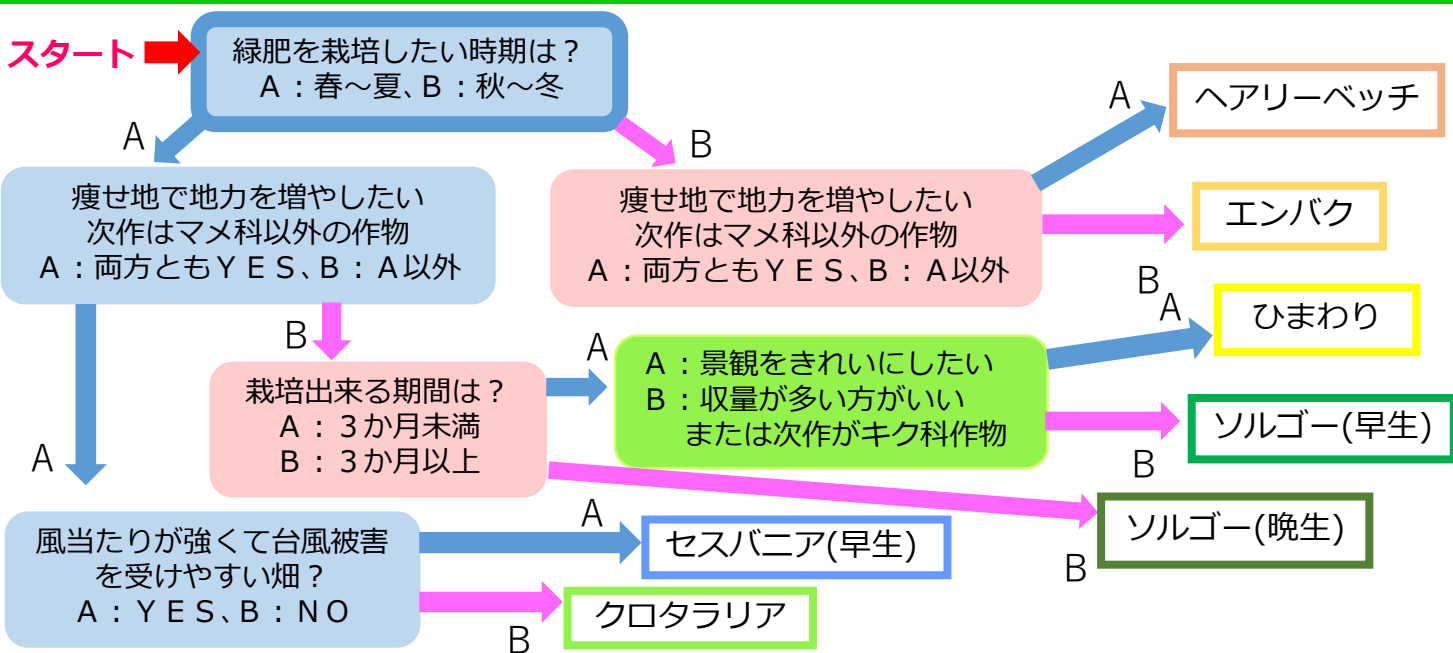 スタート
緑肥を栽培したい時期は？
A：春～夏、B：秋～冬
A
B
痩せ地で地力を増やしたい
次作はマメ科以外の作物
A：両方ともYES、B：A以外
痩せ地で地力を増やしたい
次作はマメ科以外の作物
A：両方ともYES、B：A以外
A
ヘアリーベッチ
エンバク
B
A
ひまわり
B
栽培出来る期間は？
A：３か月未満
B：３か月以上
A
A：景観をきれいにしたい
B：収量が多い方がいい
または次作がキク科作物
ソルゴー(早生)
B
ソルゴー(晩生)
B
A
風当たりが強くて台風被害
を受けやすい畑？
A：YES、B：NO
A
セスバニア(早生)
B
クロタラリア